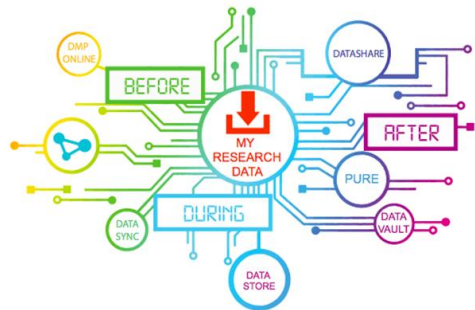 DMP
ONLINE
BEFORE
DATASHARE
MY
RESEARCH
DATA
AFTER
PURE
DATA
SYNC
DURING
DATA
VAULT
DATA
STORE